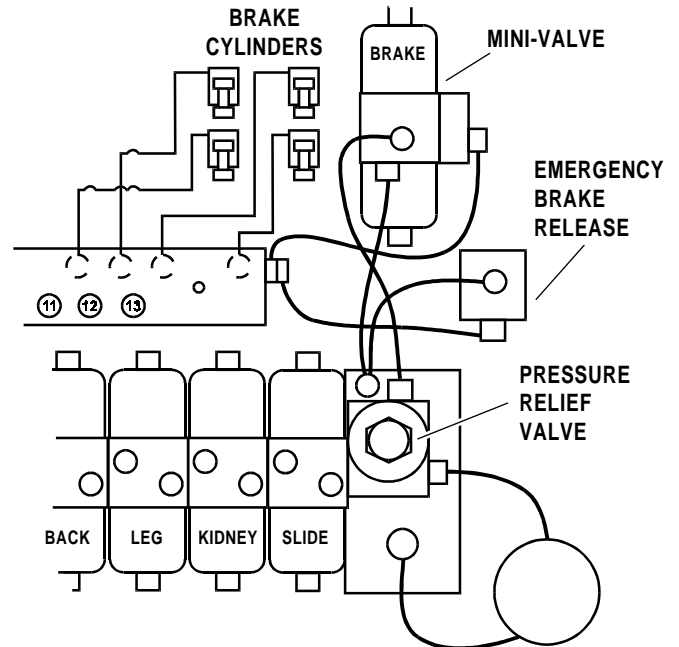 BRAKE
CYLINDERS
BRAKE
MINI-VALVE
EMERGENCY
BRAKE
RELEASE
11 12 13
PRESSURE
RELIEF
VALVE
BACK LEG KIDNEY SLIDE